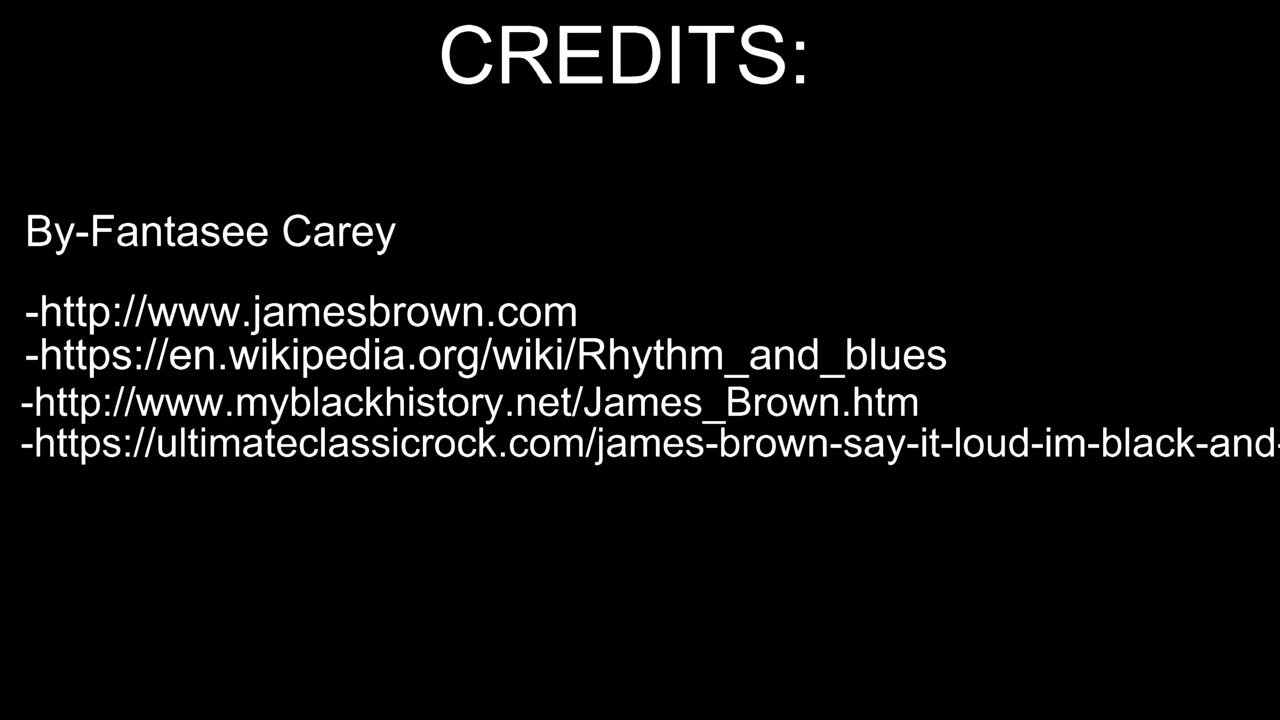 CREDITS:
By-Fantasee Carey
-http://www.jamesbrown.com
-https://en.wikipedia.org/wiki/Rhythm_and_blues
-http://www.myblackhistory.net/James_Brown.htm
-https://ultimateclassicrock.com/james-brown-say-it-loud-im-black-and-